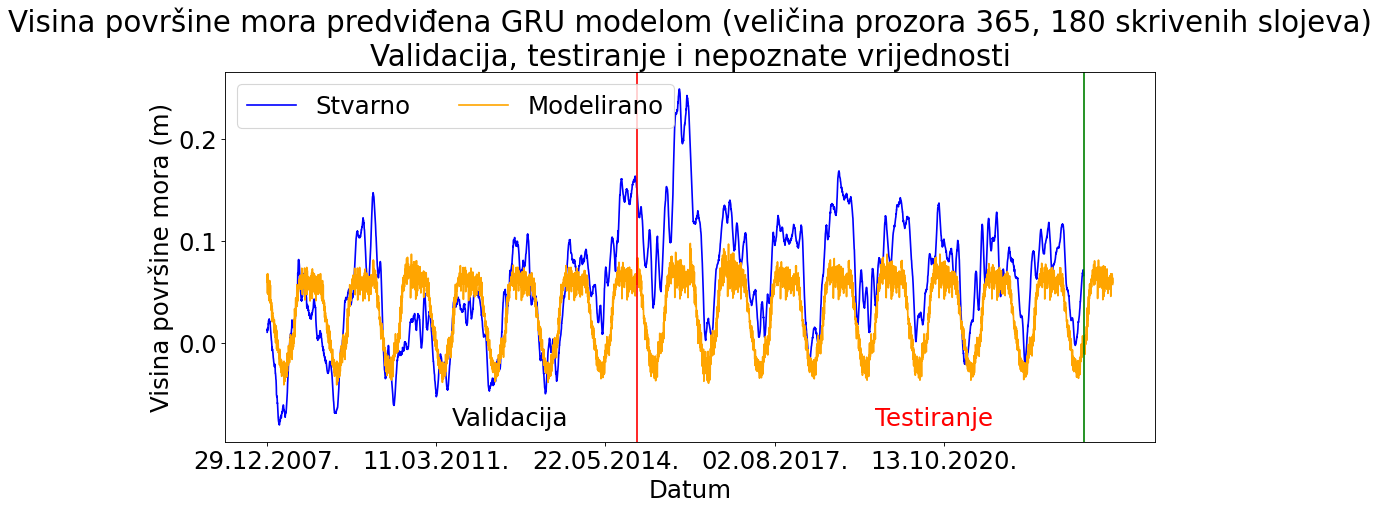 Visina površine mora predviđena GRU modelom (veličina prozora 365, 180 skrivenih slojeva)
Validacija, testiranje i nepoznate vrijednosti
Stvarno
Modelirano
Visina površine mora (m)
0.2
0.1
0.0
Validacija
Testiranje
29.12.2007.
11.03.2011.
22.05.2014.
02.08.2017.
13.10.2020.
Datum